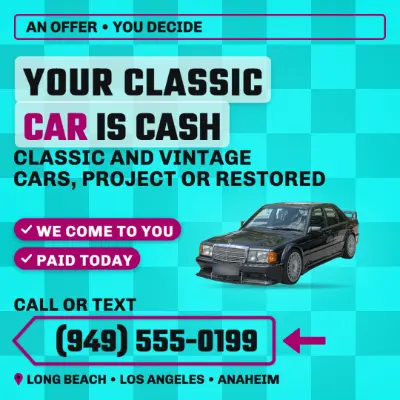 AN OFFER • YOU DECIDE
YOUR CLASSIC
CAR IS CASH
CLASSIC AND VINTAGE
CARS, PROJECT OR RESTORED
WE COME TO YOU
PAID TODAY
CALL OR TEXT
(949) 555-0199
LONG BEACH • LOS ANGELES • ANAHEIM